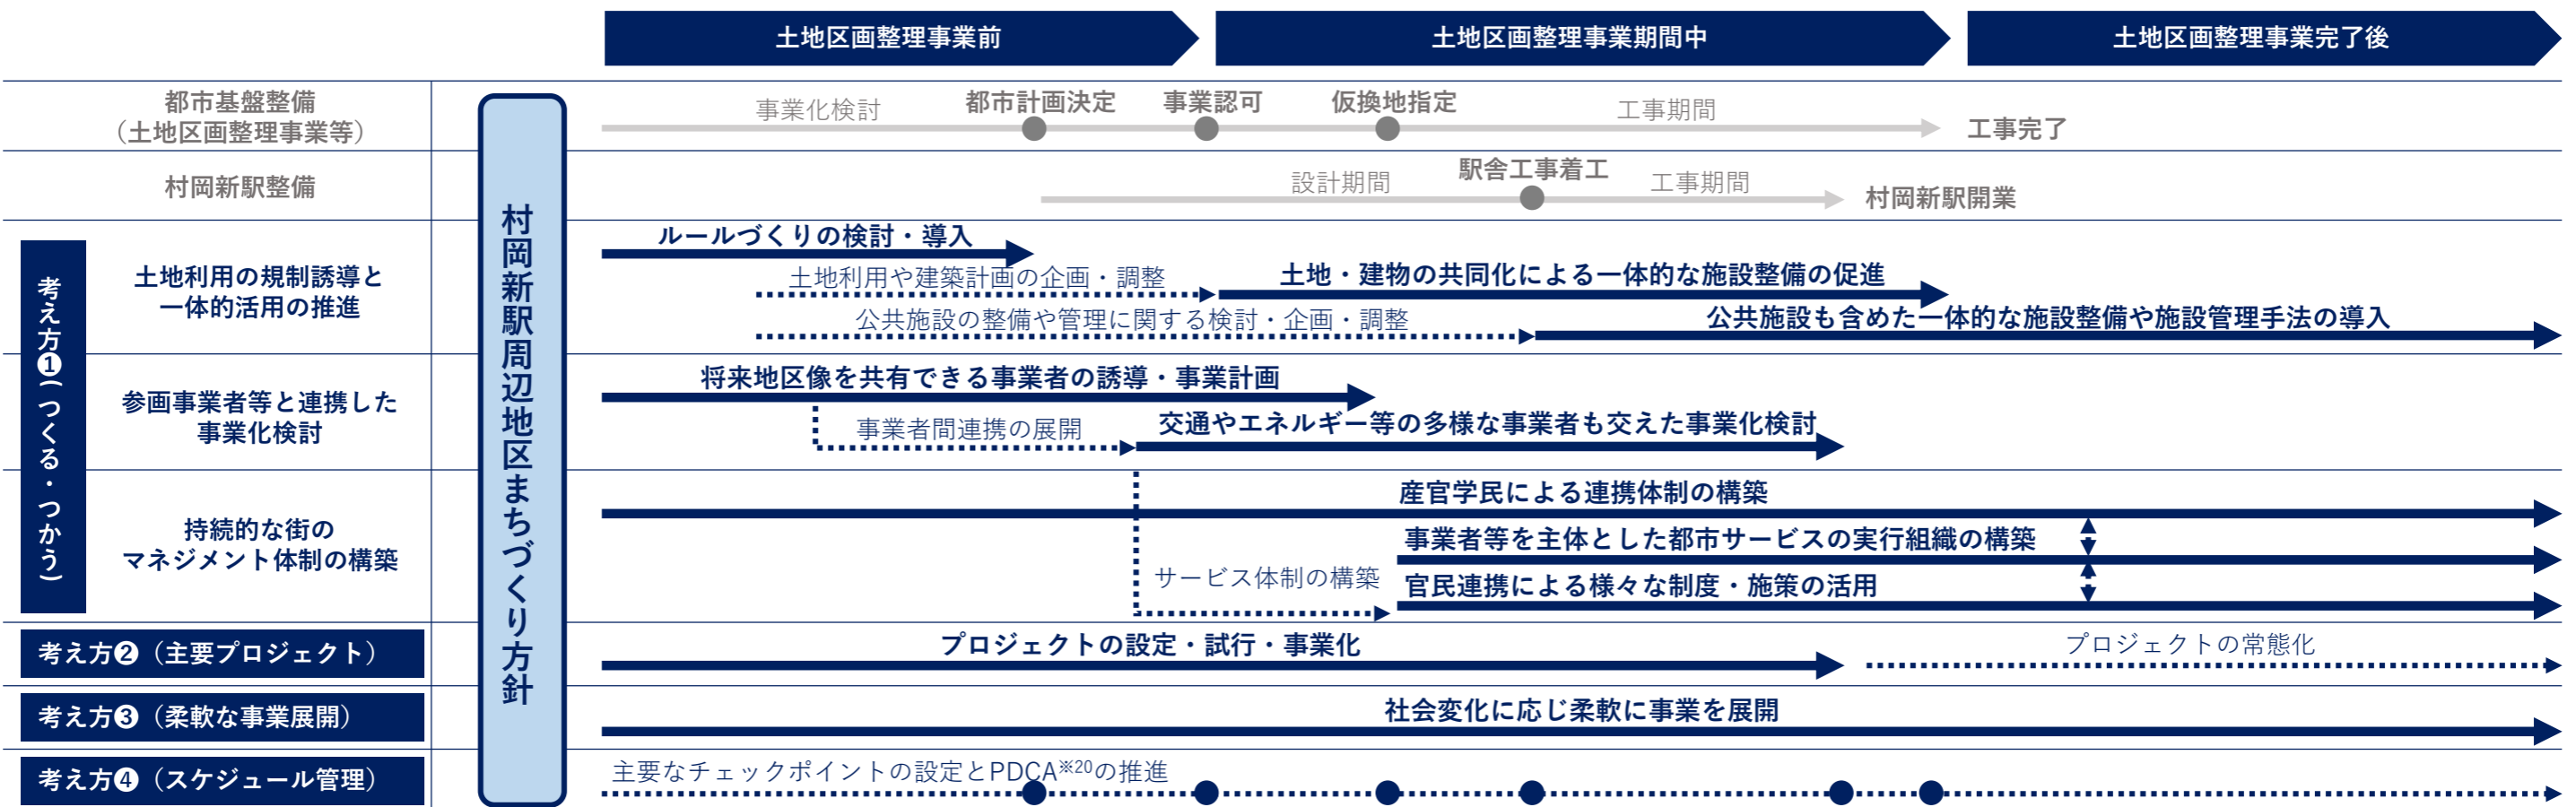 土地区画整理事業前
土地区画整理事業期間中
土地区画整理事業完了後
都市基盤整備
（土地区画整理事業等）
事業化検討
都市計画決定
事業認可
仮換地指定
工事期間
工事完了
村岡新駅整備
設計期間
駅舎工事着工
工事期間
村岡新駅開業
村岡新駅周辺地区まちづくり方針
考え方❶（つくる・つかう）
土地利用の規制誘導と
一体的活用の推進
ルールづくりの検討・導入
土地利用や建築計画の企画・調整
土地・建物の共同化による一体的な施設整備の促進
公共施設の整備や管理に関する検討・企画・調整
公共施設も含めた一体的な施設整備や施設管理手法の導入
参画事業者等と連携した
事業化検討
将来地区像を共有できる事業者の誘導・事業計画
事業者間連携の展開
交通やエネルギー等の多様な事業者も交えた事業化検討
持続的な街の
マネジメント体制の構築
産官学民による連携体制の構築
事業者等を主体とした都市サービスの実行組織の構築
サービス体制の構築
官民連携による様々な制度・施策の活用
考え方❷（主要プロジェクト）
プロジェクトの設定・試行・事業化
プロジェクトの常態化
考え方❸（柔軟な事業展開）
社会変化に応じ柔軟に事業を展開
考え方❹（スケジュール管理）
主要なチェックポイントの設定とPDCA※20の推進